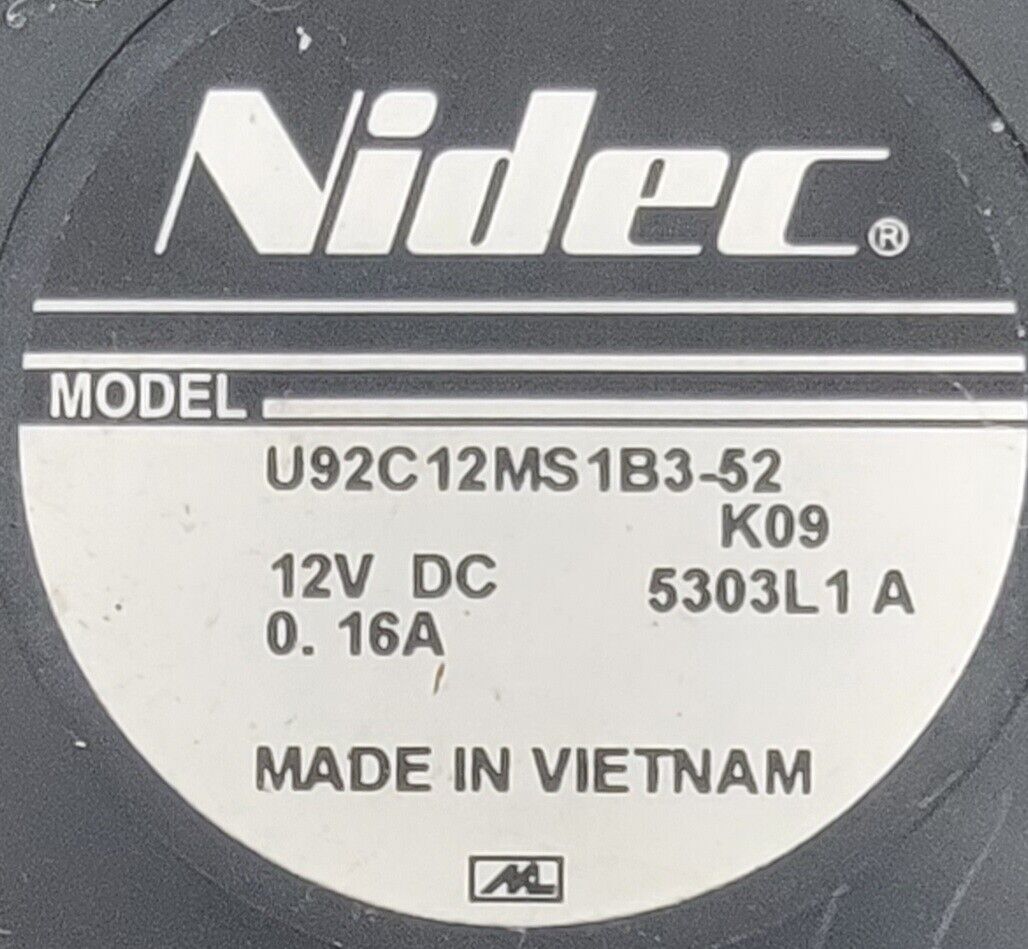 Nidec®
MODEL
U92C12MS1B3-52
K09
12V DC
5303L1 A
0. 16A
MADE IN VIETNAM